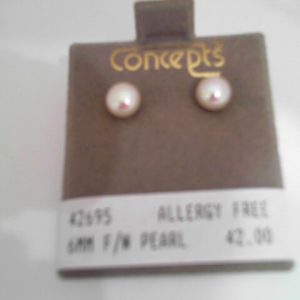 Concepts
42695 ALLERGY FREE
6MM F/W PEARL 42.00